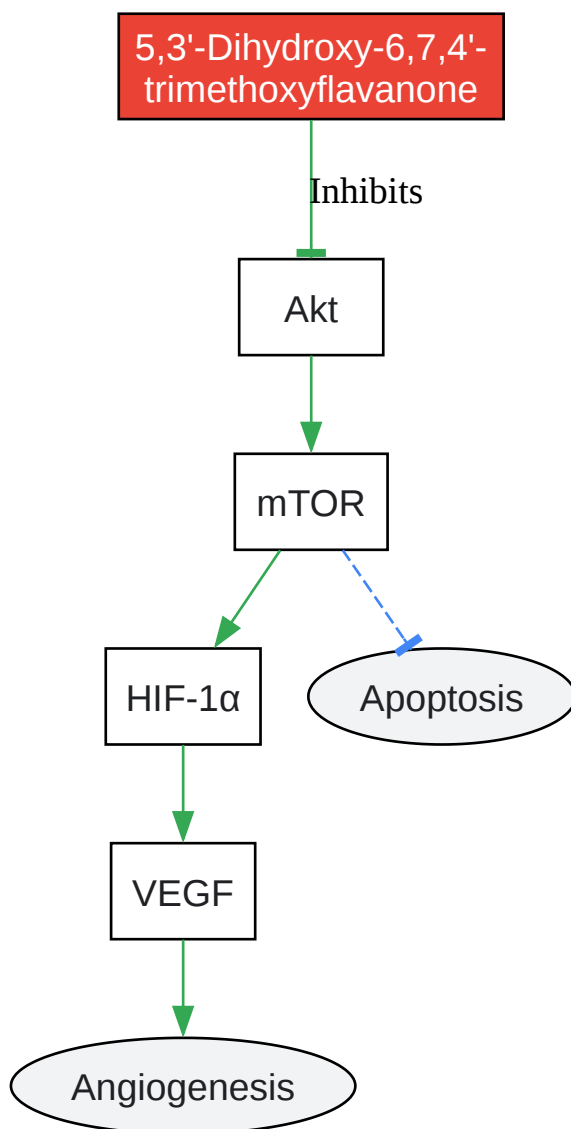 5,3'-Dihydroxy-6,7,4'-
trimethoxyflavanone
Inhibits
Akt
mTOR
HIF-1α
Apoptosis
VEGF
Angiogenesis